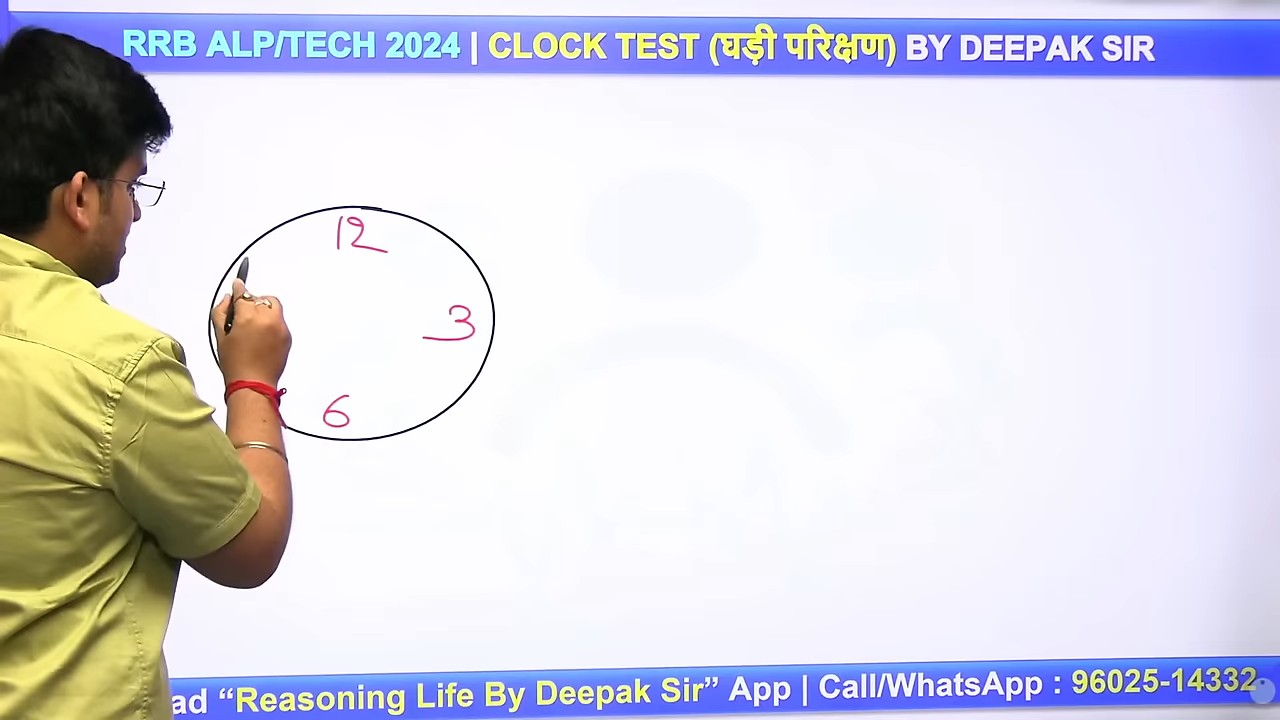 RRB ALP/TECH 2024 | CLOCK TEST (घड़ी परिक्षण) BY DEEPAK SIR
12
3
6
“Reasoning Life By Deepak Sir” App | Call/WhatsApp : 96025-14332